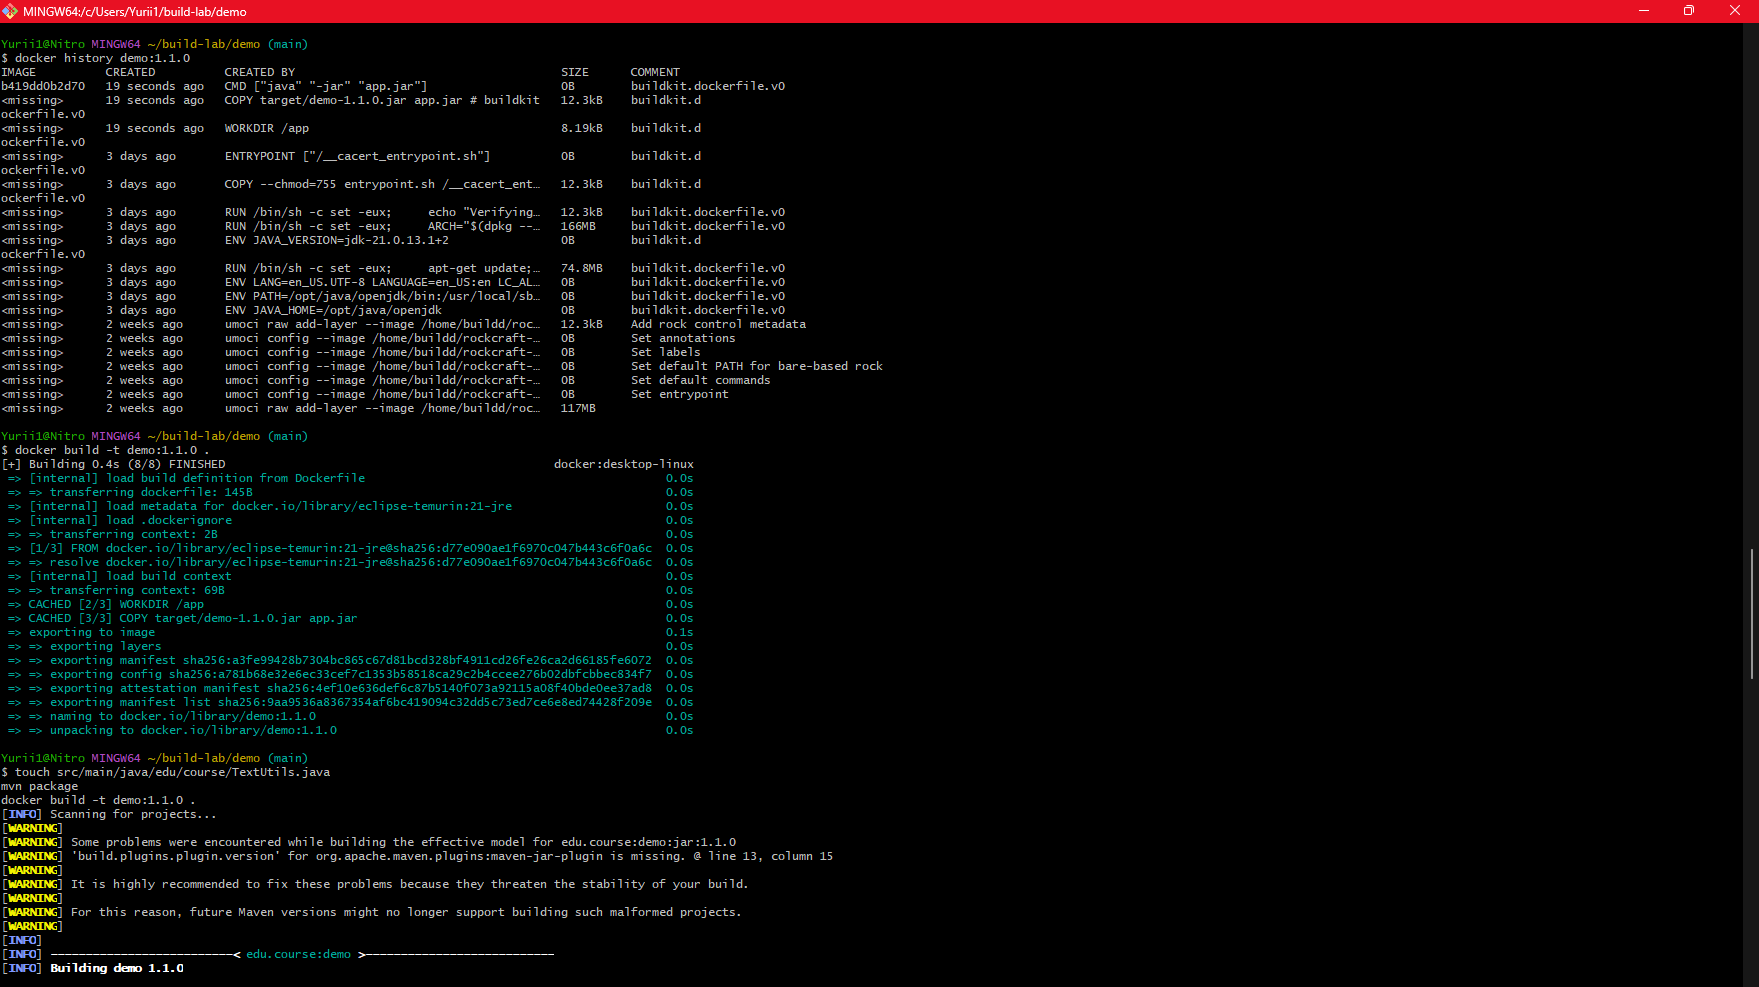 MINGW64:/c/Users/Yurii1/build-lab/demo
Yurii1@Nitro MINGW64 ~/build-lab/demo (main)
$ docker history demo:1.1.0
IMAGE          CREATED          CREATED BY                                      SIZE      COMMENT
b419dd0b2d70   19 seconds ago   CMD ["java" "-jar" "app.jar"]                   0B        buildkit.dockerfile.v0
<missing>      19 seconds ago   COPY target/demo-1.1.0.jar app.jar # buildkit   12.3kB    buildkit.d
ockerfile.v0
<missing>      19 seconds ago   WORKDIR /app                                    8.19kB    buildkit.d
ockerfile.v0
<missing>      3 days ago       ENTRYPOINT ["/__cacert_entrypoint.sh"]          0B        buildkit.d
ockerfile.v0
<missing>      3 days ago       COPY --chmod=755 entrypoint.sh /__cacert_ent…   12.3kB    buildkit.d
ockerfile.v0
<missing>      3 days ago       RUN /bin/sh -c set -eux;     echo "Verifying…   12.3kB    buildkit.dockerfile.v0
<missing>      3 days ago       RUN /bin/sh -c set -eux;     ARCH="$(dpkg --…   166MB     buildkit.dockerfile.v0
<missing>      3 days ago       ENV JAVA_VERSION=jdk-21.0.13.1+2                0B        buildkit.d
ockerfile.v0
<missing>      3 days ago       RUN /bin/sh -c set -eux;     apt-get update;…   74.8MB    buildkit.dockerfile.v0
<missing>      3 days ago       ENV LANG=en_US.UTF-8 LANGUAGE=en_US:en LC_AL…   0B        buildkit.dockerfile.v0
<missing>      3 days ago       ENV PATH=/opt/java/openjdk/bin:/usr/local/sb…   0B        buildkit.dockerfile.v0
<missing>      3 days ago       ENV JAVA_HOME=/opt/java/openjdk                 0B        buildkit.dockerfile.v0
<missing>      2 weeks ago      umoci raw add-layer --image /home/buildd/roc…   12.3kB    Add rock control metadata
<missing>      2 weeks ago      umoci config --image /home/buildd/rockcraft-…   0B        Set annotations
<missing>      2 weeks ago      umoci config --image /home/buildd/rockcraft-…   0B        Set labels
<missing>      2 weeks ago      umoci config --image /home/buildd/rockcraft-…   0B        Set default PATH for bare-based rock
<missing>      2 weeks ago      umoci config --image /home/buildd/rockcraft-…   0B        Set default commands
<missing>      2 weeks ago      umoci config --image /home/buildd/rockcraft-…   0B        Set entrypoint
<missing>      2 weeks ago      umoci raw add-layer --image /home/buildd/roc…   117MB
Yurii1@Nitro MINGW64 ~/build-lab/demo (main)
$ docker build -t demo:1.1.0 .
[+] Building 0.4s (8/8) FINISHED                                               docker:desktop-linux
 => [internal] load build definition from Dockerfile                                           0.0s
 => => transferring dockerfile: 145B                                                           0.0s
 => [internal] load metadata for docker.io/library/eclipse-temurin:21-jre                      0.0s
 => [internal] load .dockerignore                                                              0.0s
 => => transferring context: 2B                                                                0.0s
 => [1/3] FROM docker.io/library/eclipse-temurin:21-jre@sha256:d77e090ae1f6970c047b443c6f0a6c  0.0s
 => => resolve docker.io/library/eclipse-temurin:21-jre@sha256:d77e090ae1f6970c047b443c6f0a6c  0.0s
 => [internal] load build context                                                              0.0s
 => => transferring context: 69B                                                               0.0s
 => CACHED [2/3] WORKDIR /app                                                                  0.0s
 => CACHED [3/3] COPY target/demo-1.1.0.jar app.jar                                            0.0s
 => exporting to image                                                                         0.1s
 => => exporting layers                                                                        0.0s
 => => exporting manifest sha256:a3fe99428b7304bc865c67d81bcd328bf4911cd26fe26ca2d66185fe6072  0.0s
 => => exporting config sha256:a781b68e32e6ec33cef7c1353b58518ca29c2b4ccee276b02dbfcbbec834f7  0.0s
 => => exporting attestation manifest sha256:4ef10e636def6c87b5140f073a92115a08f40bde0ee37ad8  0.0s
 => => exporting manifest list sha256:9aa9536a8367354af6bc419094c32dd5c73ed7ce6e8ed74428f209e  0.0s
 => => naming to docker.io/library/demo:1.1.0                                                  0.0s
 => => unpacking to docker.io/library/demo:1.1.0                                               0.0s
Yurii1@Nitro MINGW64 ~/build-lab/demo (main)
$ touch src/main/java/edu/course/TextUtils.java
mvn package
docker build -t demo:1.1.0 .
[INFO] Scanning for projects...
[WARNING]
[WARNING] Some problems were encountered while building the effective model for edu.course:demo:jar:1.1.0
[WARNING] 'build.plugins.plugin.version' for org.apache.maven.plugins:maven-jar-plugin is missing. @ line 13, column 15
[WARNING]
[WARNING] It is highly recommended to fix these problems because they threaten the stability of your build.
[WARNING]
[WARNING] For this reason, future Maven versions might no longer support building such malformed projects.
[WARNING]
[INFO]
[INFO] --------------------------< edu.course:demo >---------------------------
[INFO] Building demo 1.1.0